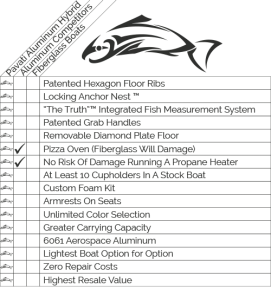 Pavati Aluminum Hybrid
Aluminum Competitors
Fiberglass Boats
Patented Hexagon Floor Ribs
Locking Anchor Nest ™
"The Truth"™ Integrated Fish Measurement System
Patented Grab Handles
Removable Diamond Plate Floor
Pizza Oven (Fiberglass Will Damage)
No Risk Of Damage Running A Propane Heater
At Least 10 Cupholders In A Stock Boat
Custom Foam Kit
Armrests On Seats
Unlimited Color Selection
Greater Carrying Capacity
6061 Aerospace Aluminum
Lightest Boat Option for Option
Zero Repair Costs
Highest Resale Value